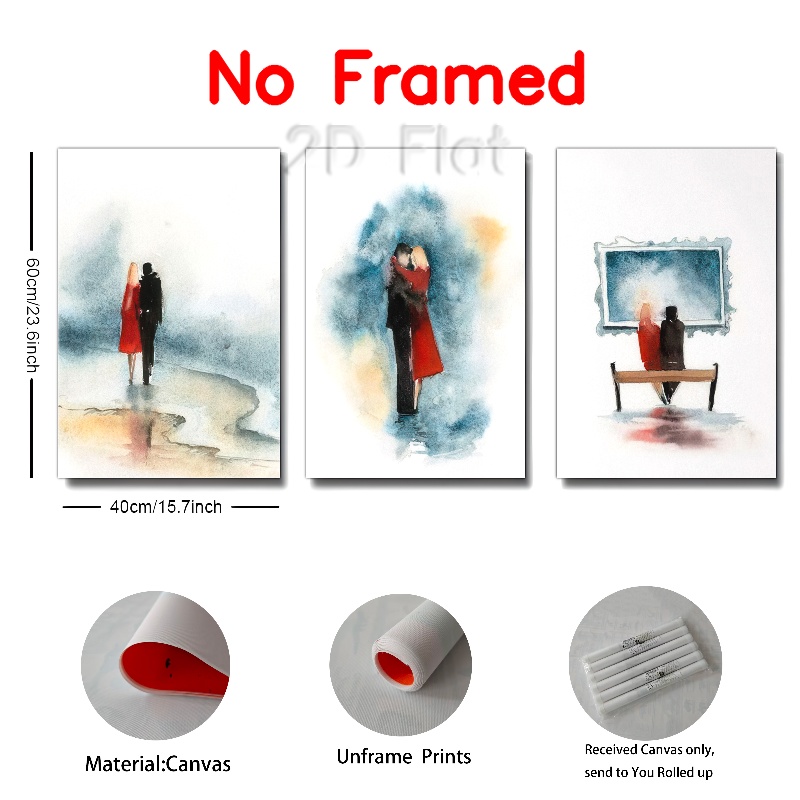 No Framed
2D Flat
60cm/23.6inch
40cm/15.7inch
Material:Canvas
Unframe Prints
Received Canvas only,
send to You Rolled up